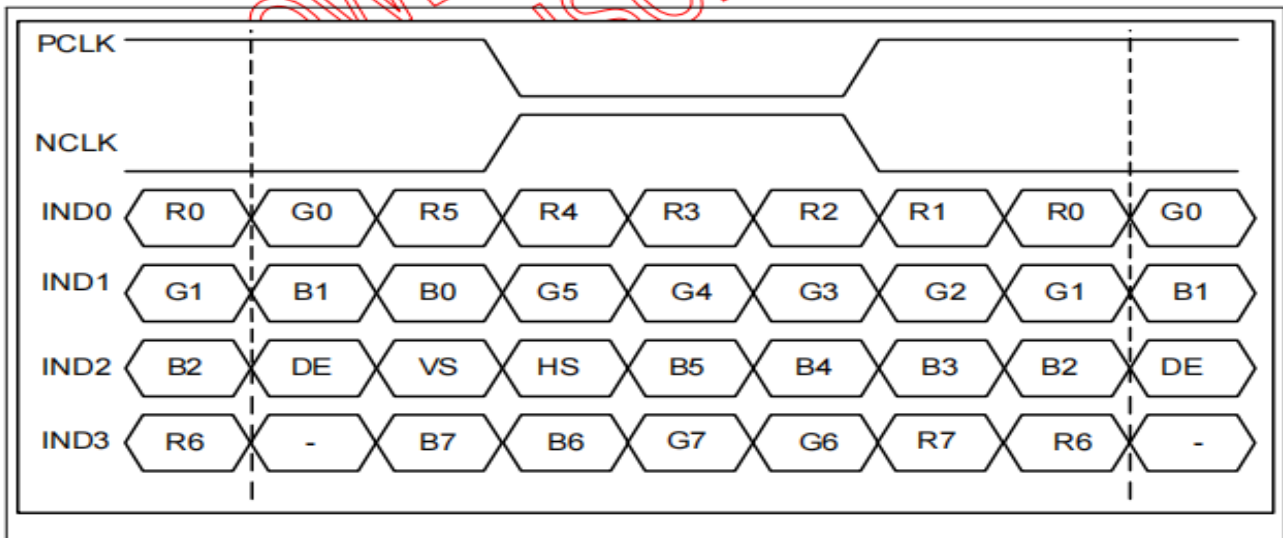 PCLK
NCLK
IND0 R0 G0 R5 R4 R3 R2 R1 R0 G0
IND1 G1 B1 B0 G5 G4 G3 G2 G1 B1
IND2 B2 DE VS HS B5 B4 B3 B2 DE
IND3 R6 - B7 B6 G7 G6 R7 R6 -